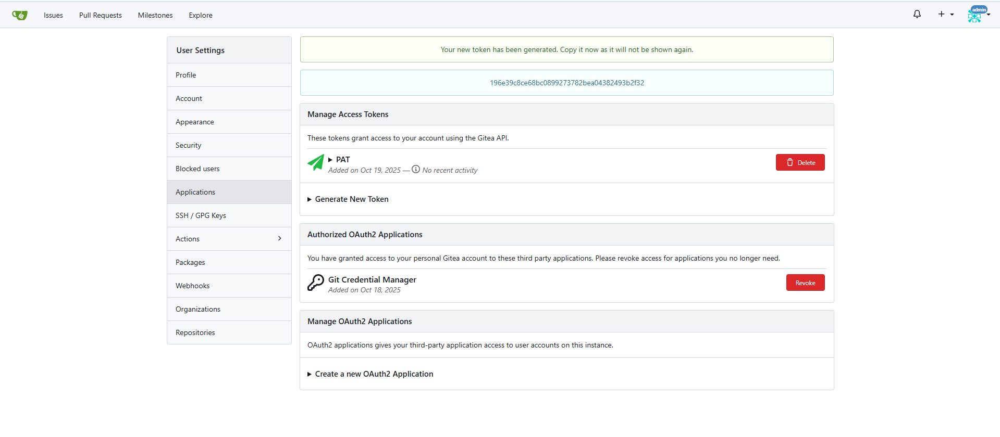 Issues
Pull Requests
Milestones
Explore
admin
User Settings
Profile
Account
Appearance
Security
Blocked users
Applications
SSH / GPG Keys
Actions
Packages
Webhooks
Organizations
Repositories
Your new token has been generated. Copy it now as it will not be shown again.
196e39c8ce68bc0899273782bea04382493b2f32
Manage Access Tokens
These tokens grant access to your account using the Gitea API.
PAT
Added on Oct 19, 2025 — No recent activity
Delete
Generate New Token
Authorized OAuth2 Applications
You have granted access to your personal Gitea account to these third party applications. Please revoke access for applications you no longer need.
Git Credential Manager
Added on Oct 18, 2025
Revoke
Manage OAuth2 Applications
OAuth2 applications gives your third-party application access to user accounts on this instance.
Create a new OAuth2 Application